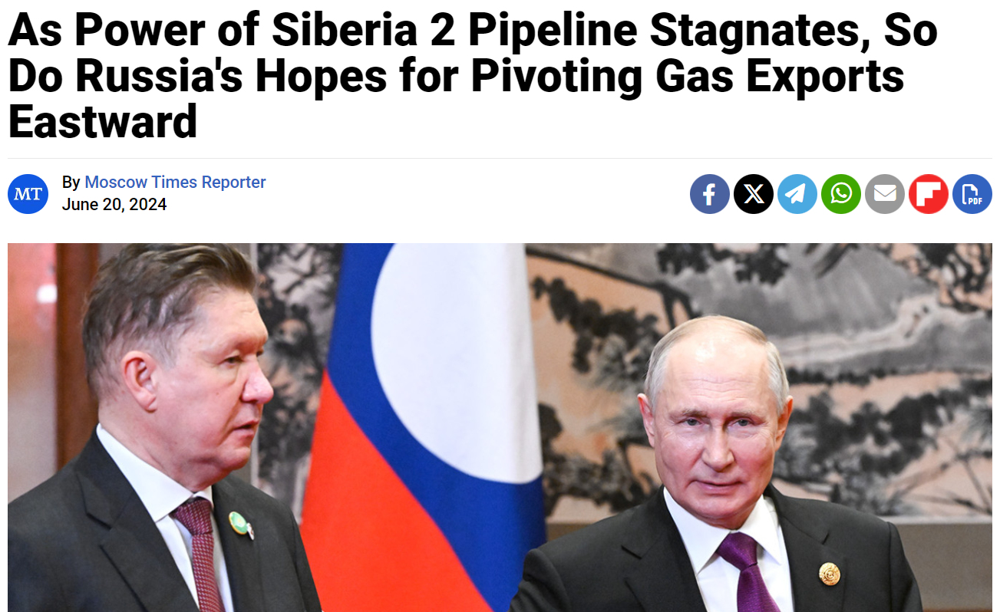 As Power of Siberia 2 Pipeline Stagnates, So
Do Russia's Hopes for Pivoting Gas Exports
Eastward
MT
By Moscow Times Reporter
June 20, 2024
PDF